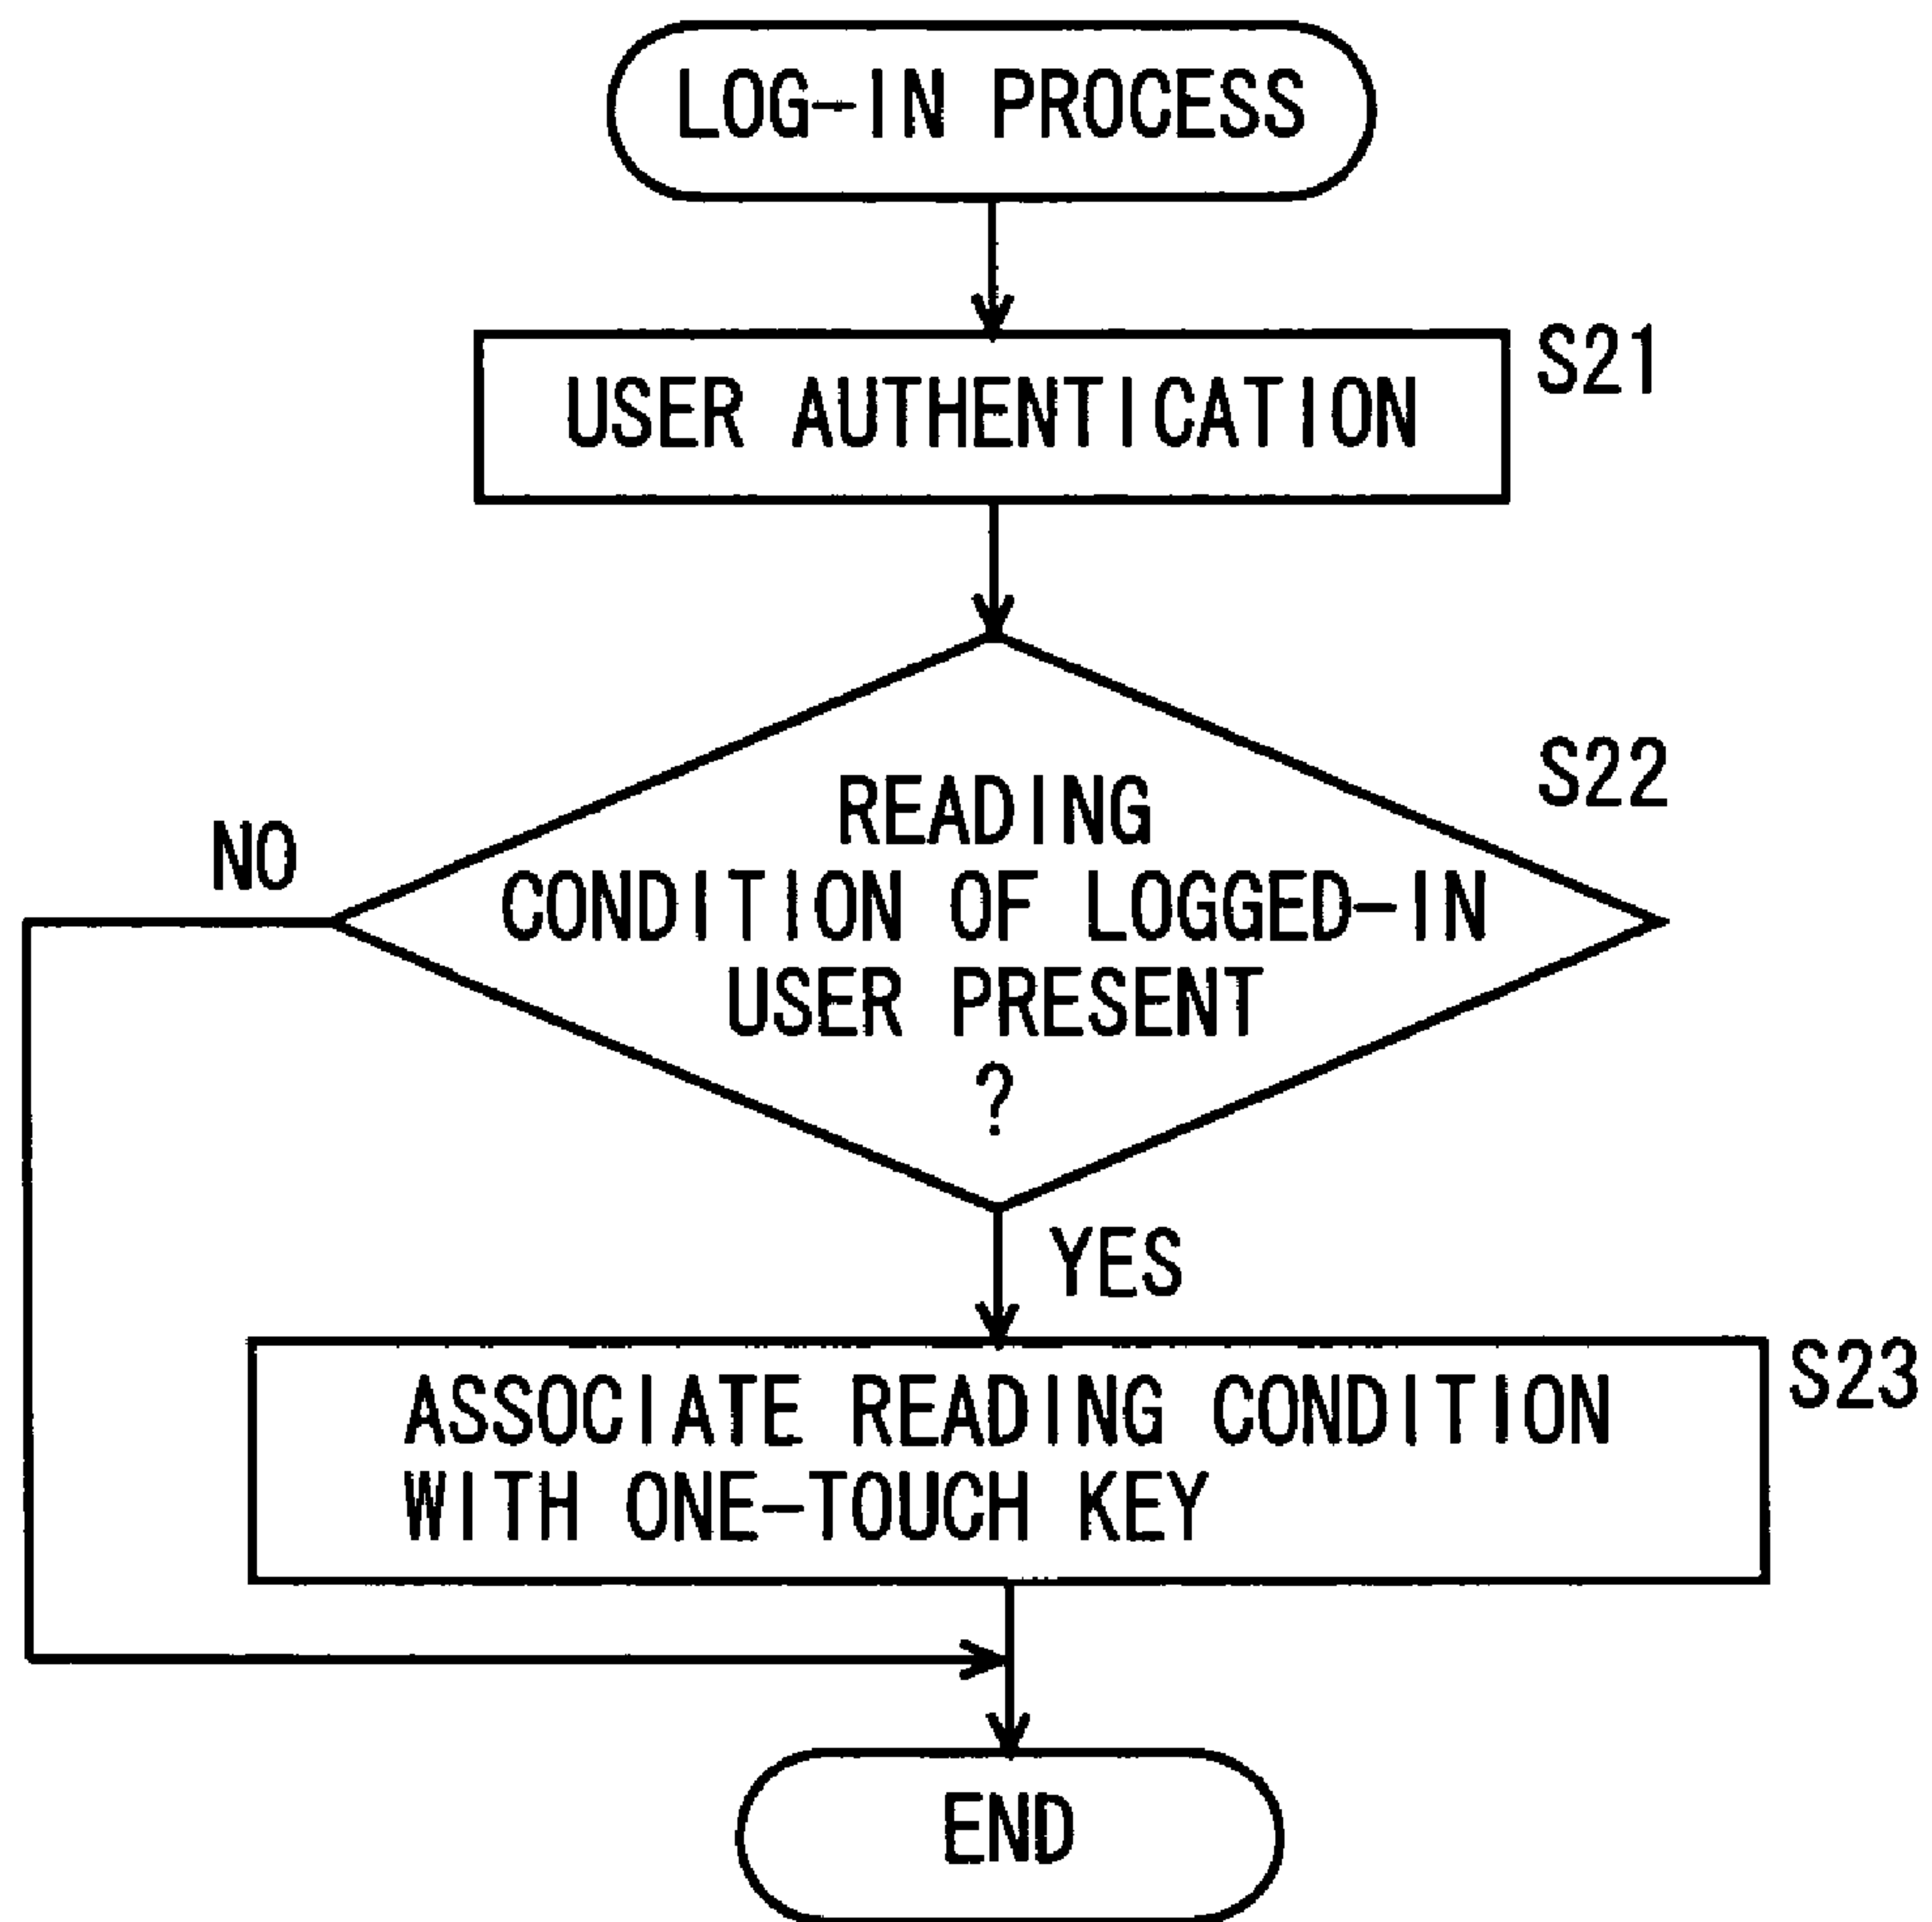 LOG-IN PROCESS
USER AUTHENTICATION
S21
READING
CONDITION OF LOGGED-IN
USER PRESENT
?
S22
NO
YES
ASSOCIATE READING CONDITION
WITH ONE-TOUCH KEY
S23
END